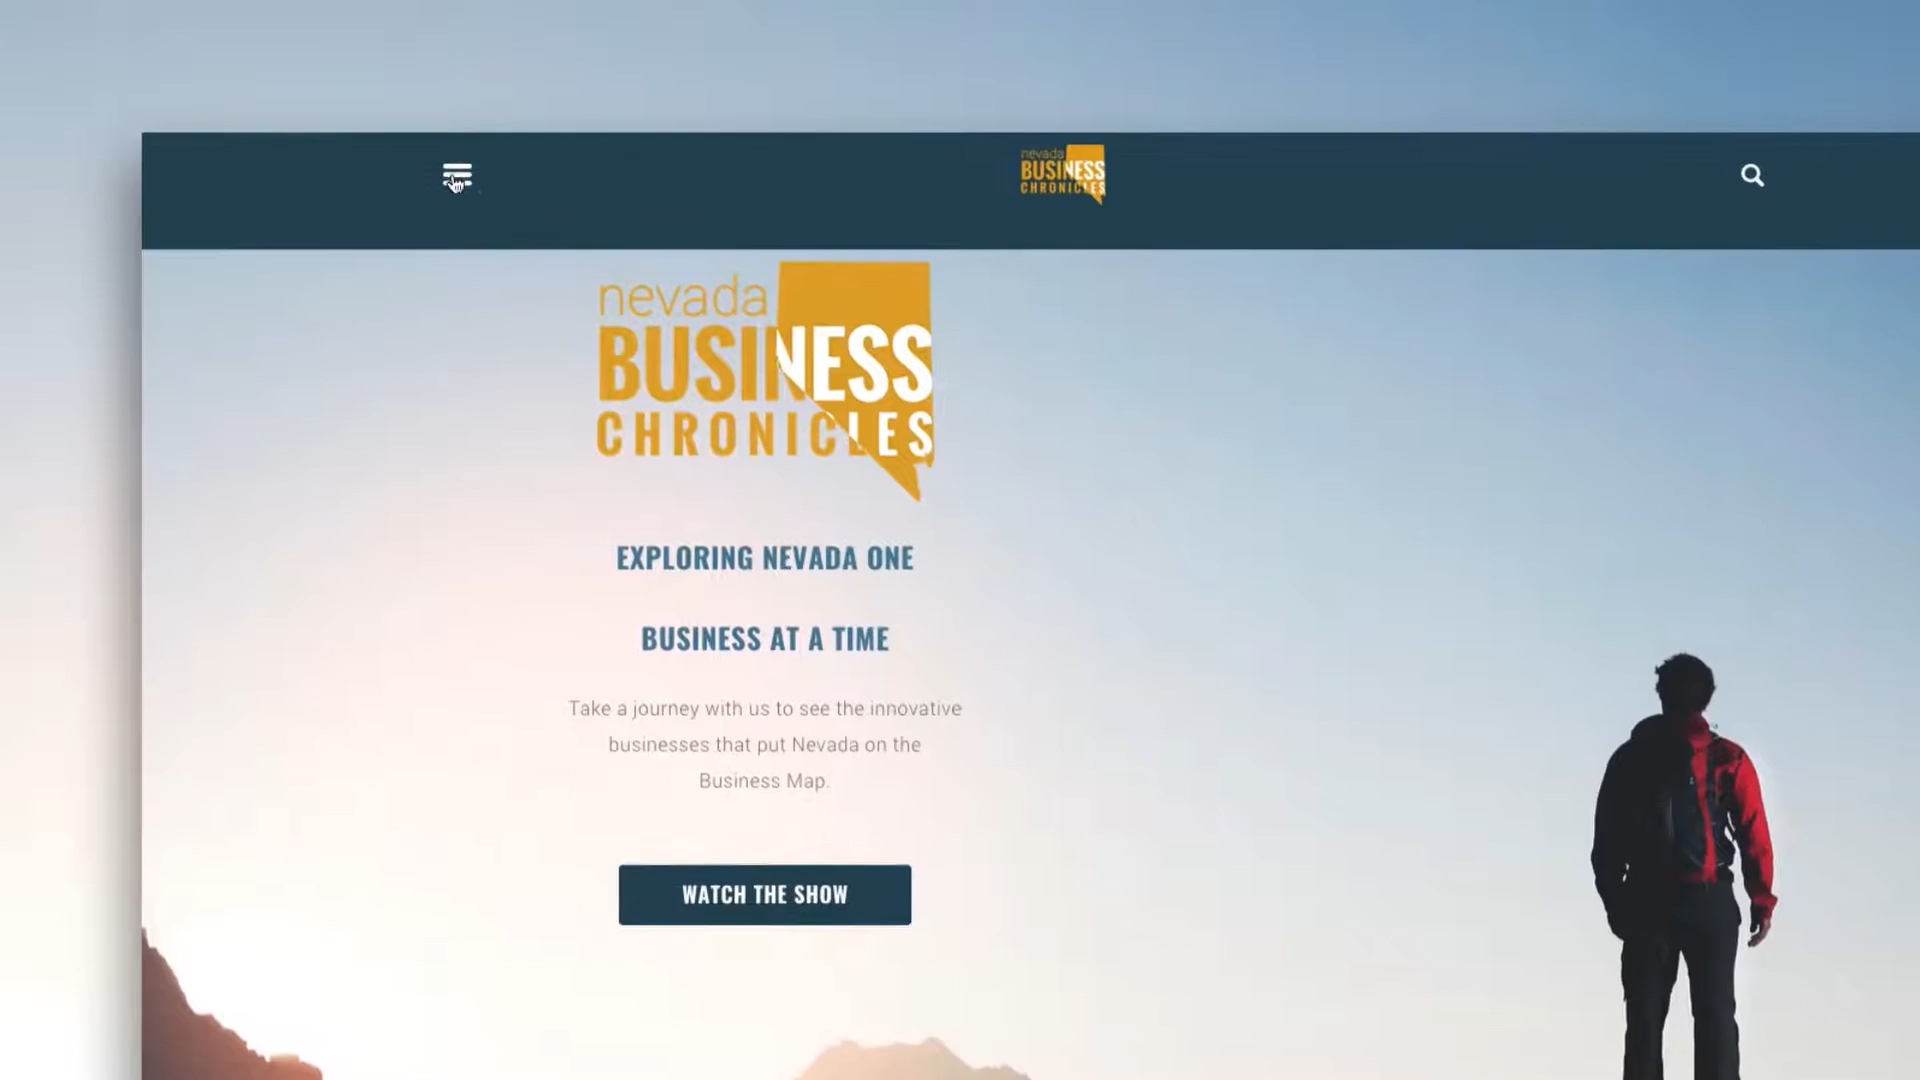 nevada
BUSINESS
CHRONICLES
nevada
BUSINESS
CHRONICLES
EXPLORING NEVADA ONE
BUSINESS AT A TIME
Take a journey with us to see the innovative
businesses that put Nevada on the
Business Map.
WATCH THE SHOW